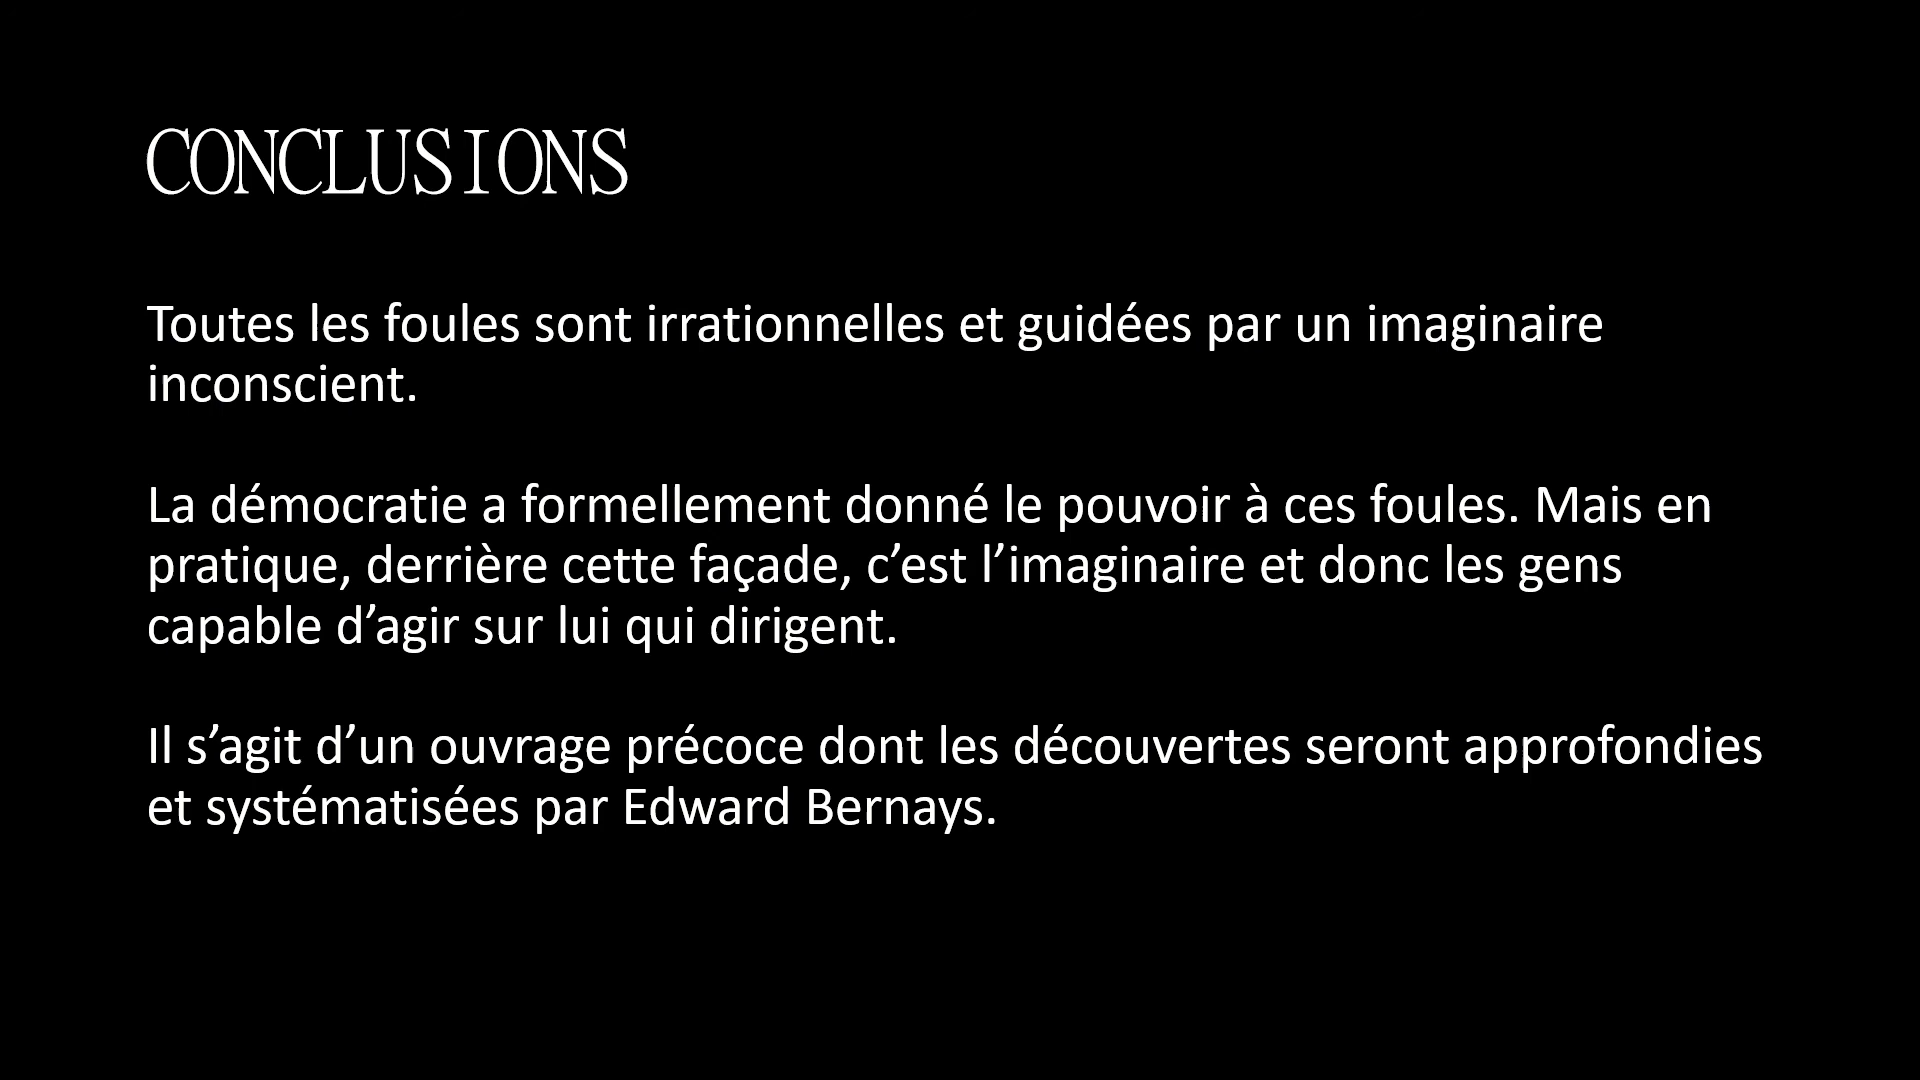 CONCLUSIONS
Toutes les foules sont irrationnelles et guidées par un imaginaire
inconscient.
La démocratie a formellement donné le pouvoir à ces foules. Mais en
pratique, derrière cette façade, c’est l’imaginaire et donc les gens
capable d’agir sur lui qui dirigent.
Il s’agit d’un ouvrage précoce dont les découvertes seront approfondies
et systématisées par Edward Bernays.